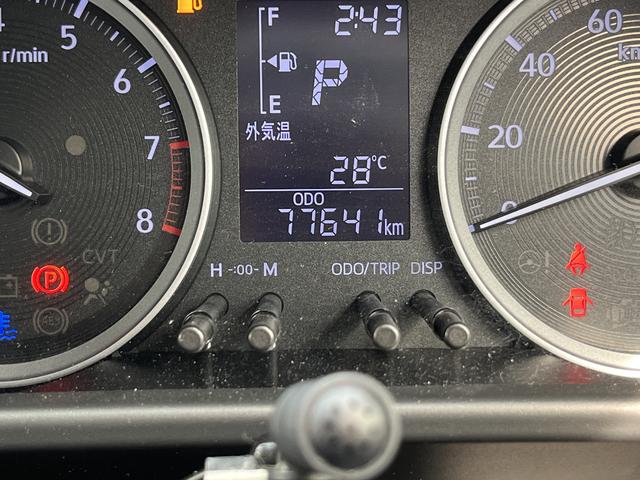 4
5
6
7
8
r/min
CVT
P
F
2:43
P
E
外気温
28°C
ODO
77641km
H -:00- M
ODO/TRIP DISP
0
20
40
60
km